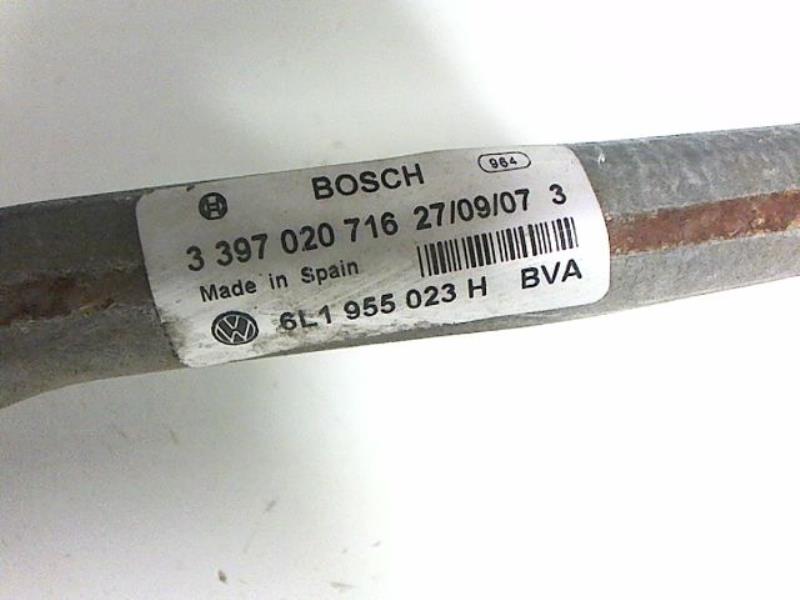 964
BOSCH
3 397 020 716 27/09/07 3
Made in Spain
6L1 955 023 H BVA